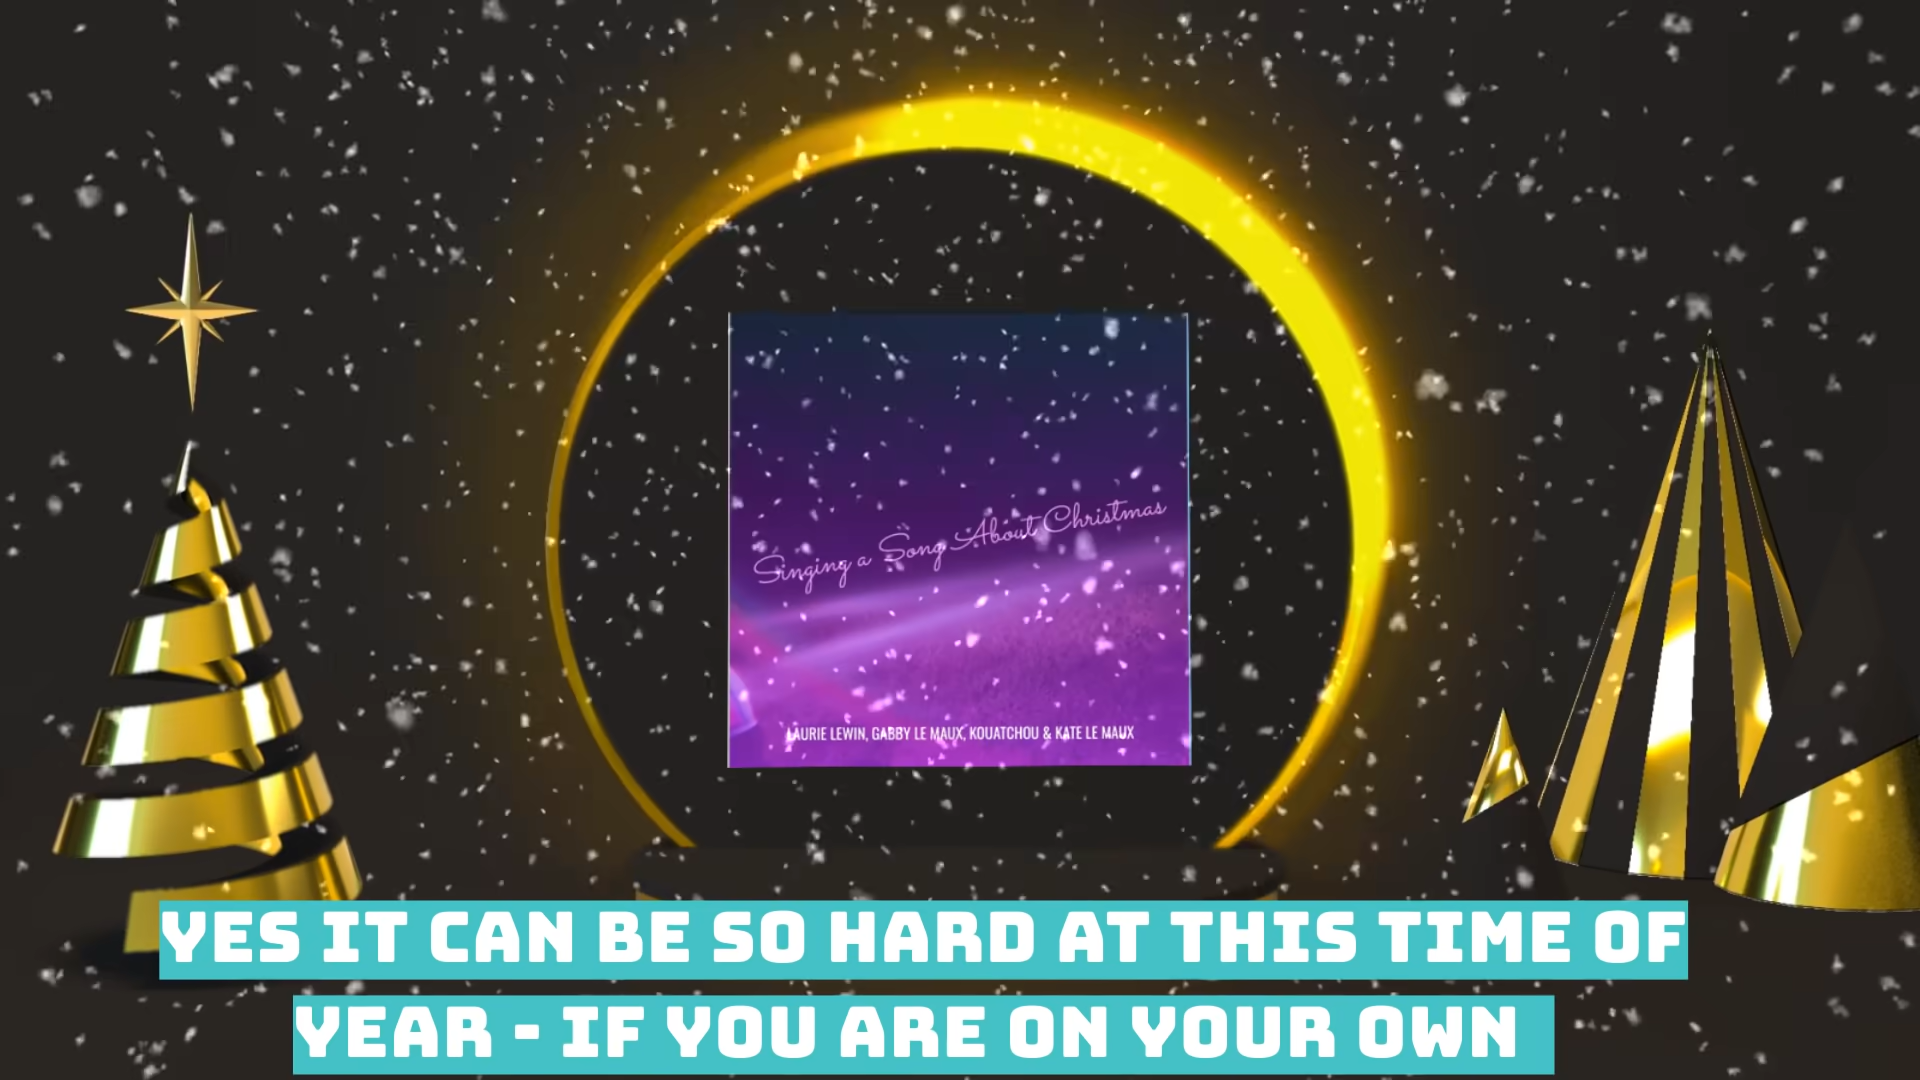 Singing a Song About Christmas
LAURIE LEWIN, GABBY LE MAUX, KOUATCHOU & KATE LE MAUX
YES IT CAN BE SO HARD AT THIS TIME OF
YEAR - IF YOU ARE ON YOUR OWN